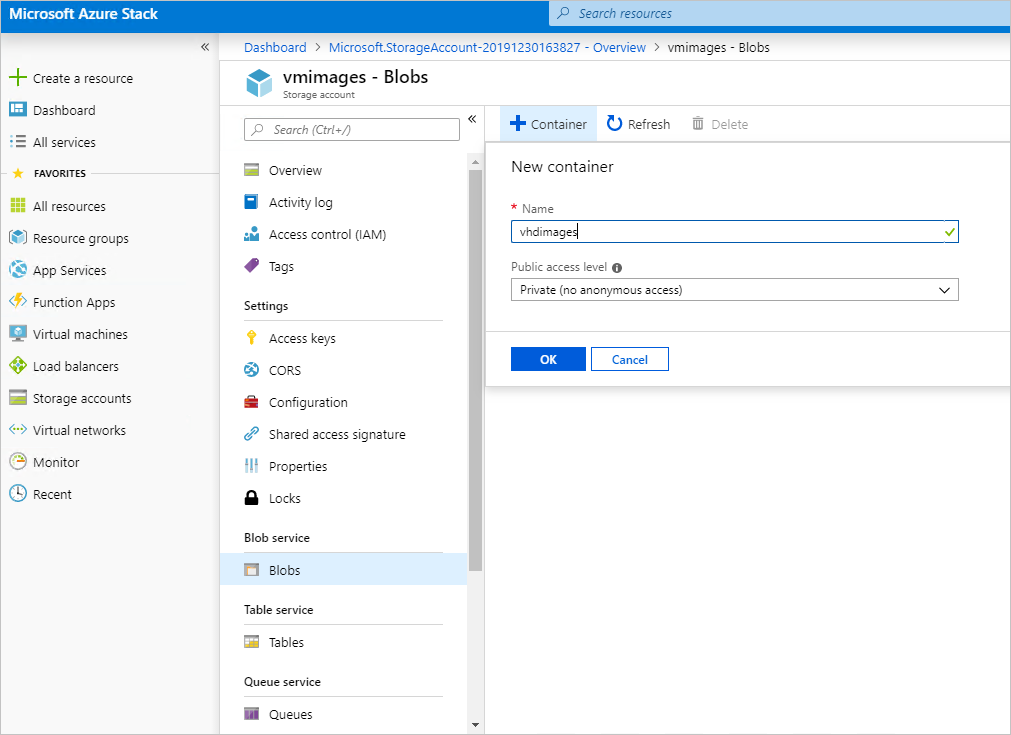 Microsoft Azure Stack
Search resources
«
Dashboard > Microsoft.StorageAccount-20191230163827 - Overview > vmimages - Blobs
Create a resource
Dashboard
All services
FAVORITES
All resources
Resource groups
App Services
Function Apps
Virtual machines
Load balancers
Storage accounts
Virtual networks
Monitor
Recent
vmimages - Blobs
Storage account
Search (Ctrl+/)
«
Overview
Activity log
Access control (IAM)
Tags
Settings
Access keys
CORS
Configuration
Shared access signature
Properties
Locks
Blob service
Blobs
Table service
Tables
Queue service
Queues
+ Container
Refresh
Delete
New container
* Name
vhdimages
Public access level
Private (no anonymous access)
OK
Cancel